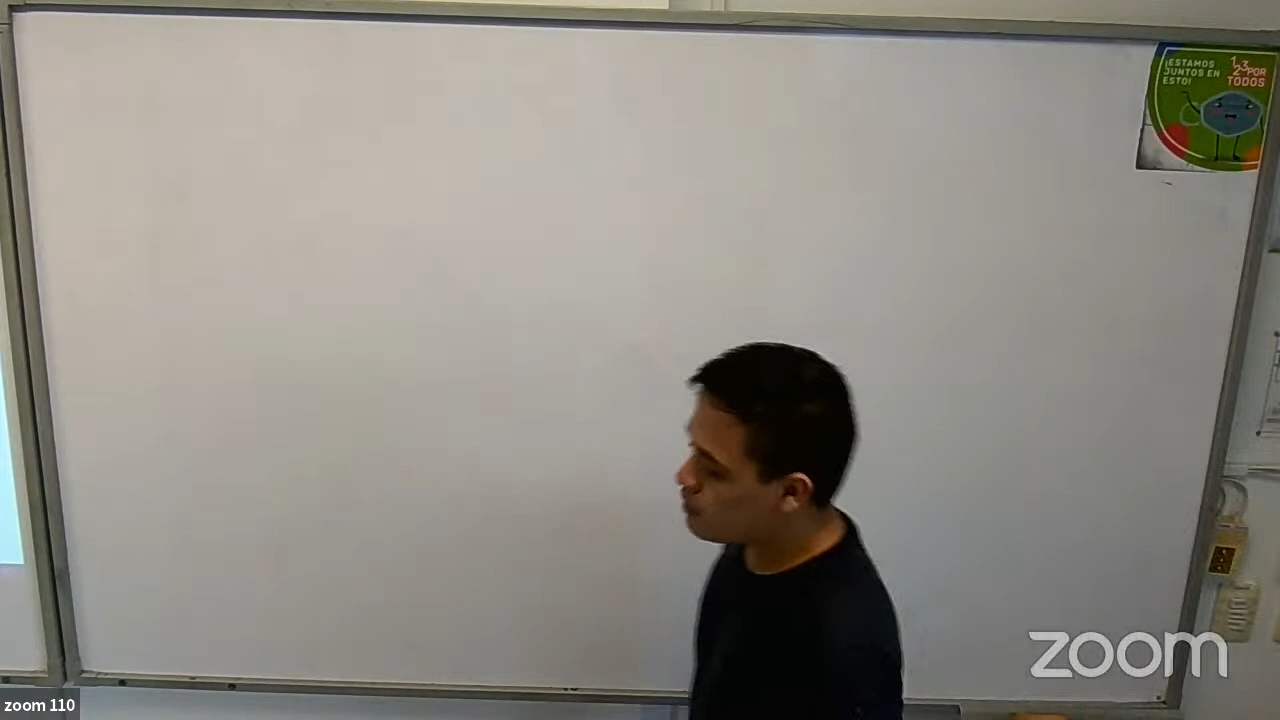 ¡ESTAMOS
JUNTOS EN
ESTO!
1,2,3 POR
TODOS
zoom
zoom 110